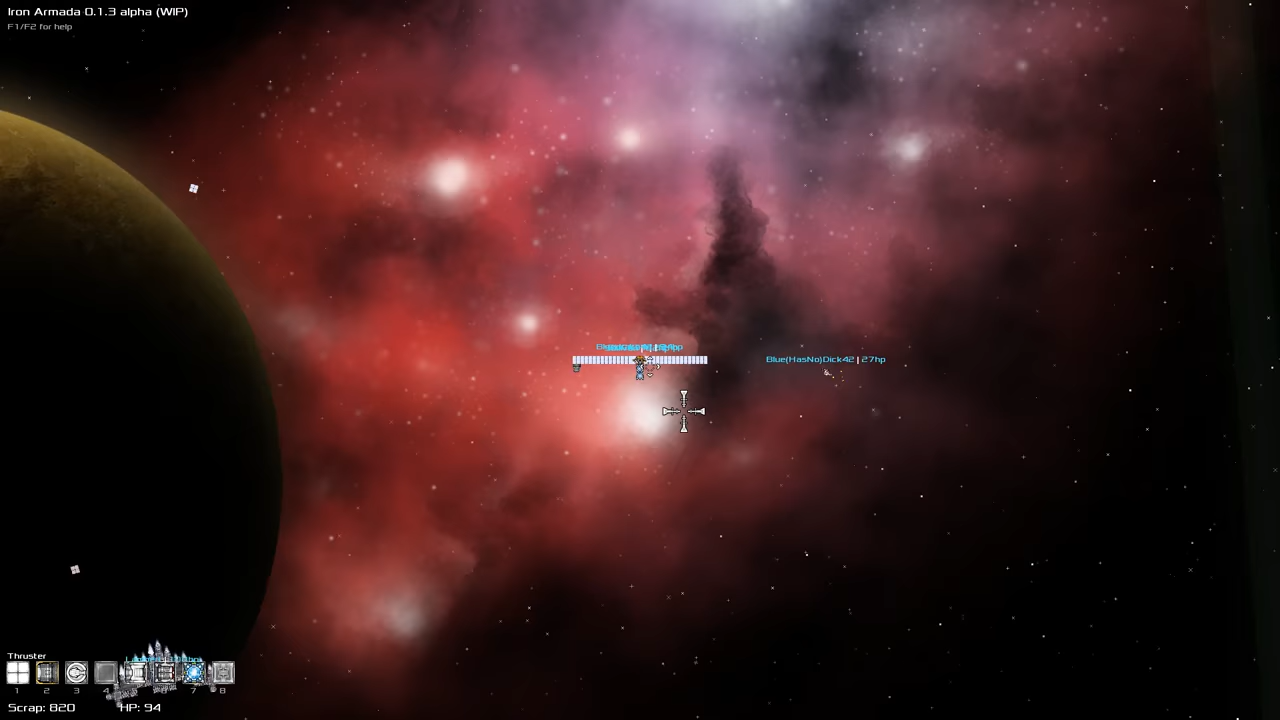 Iron Armada 0.1.3 alpha (WIP)
F1/F2 for help
Blue(HasNo)Dick42 | 27hp
Thruster
1 2 3 4 7 8
Scrap: 820 HP: 94